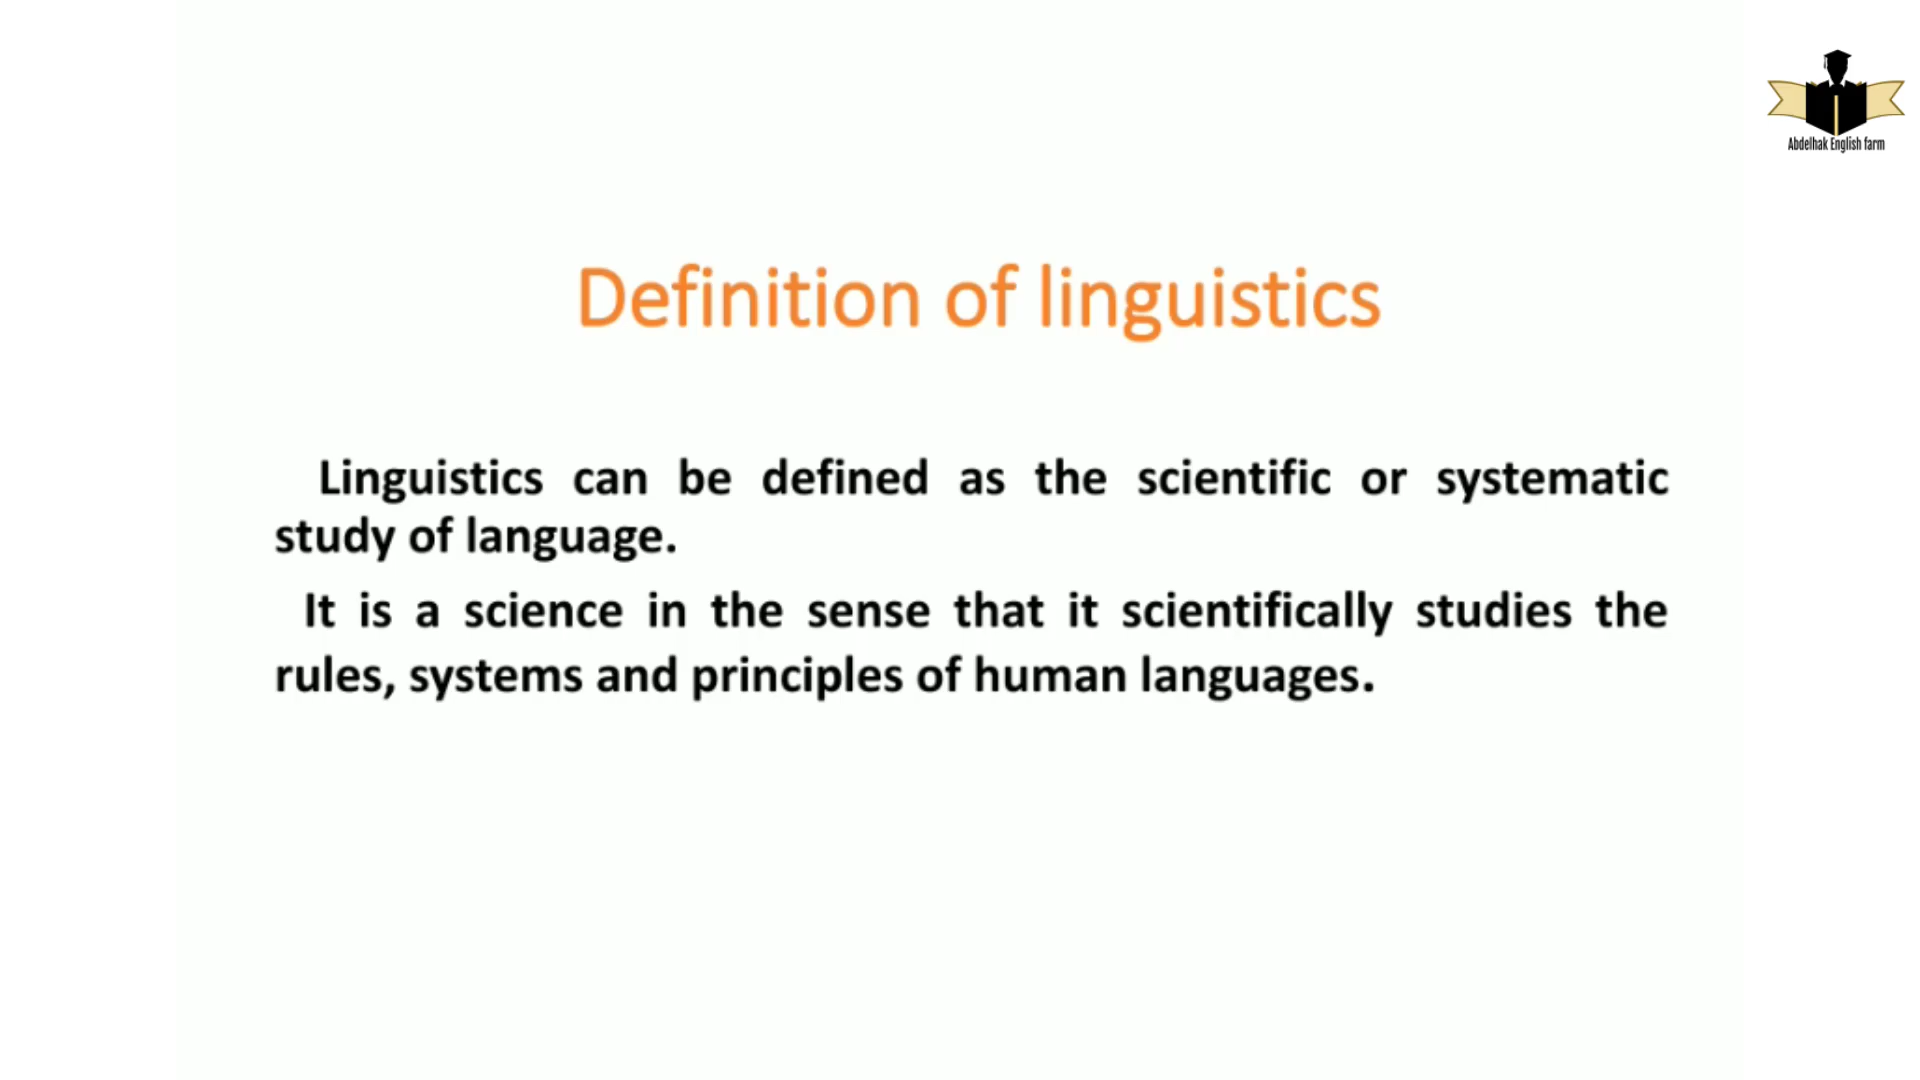 Abdelhak English farm
Definition of linguistics
Linguistics can be defined as the scientific or systematic
study of language.
It is a science in the sense that it scientifically studies the
rules, systems and principles of human languages.